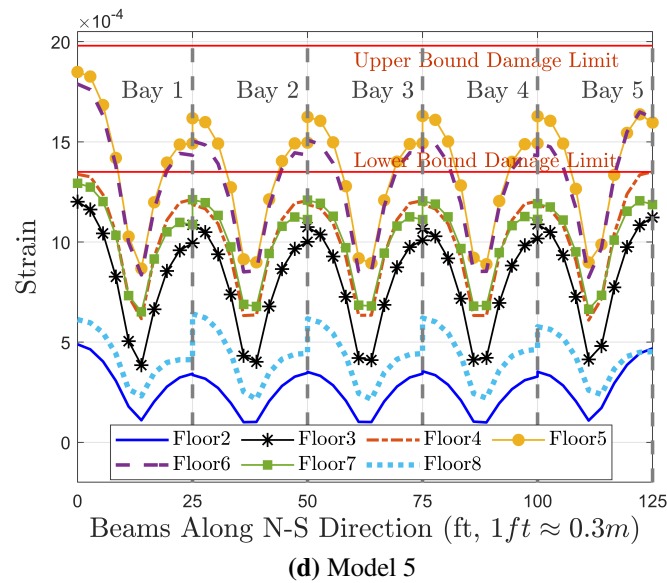 ×10⁻⁴
20
Upper Bound Damage Limit
Bay 1 Bay 2 Bay 3 Bay 4 Bay 5
15
Lower Bound Damage Limit
10
Strain
5
0
Floor2 Floor3 Floor4 Floor5
Floor6 Floor7 Floor8
0 25 50 75 100 125
Beams Along N-S Direction (ft, 1ft ≈ 0.3m)
(d) Model 5